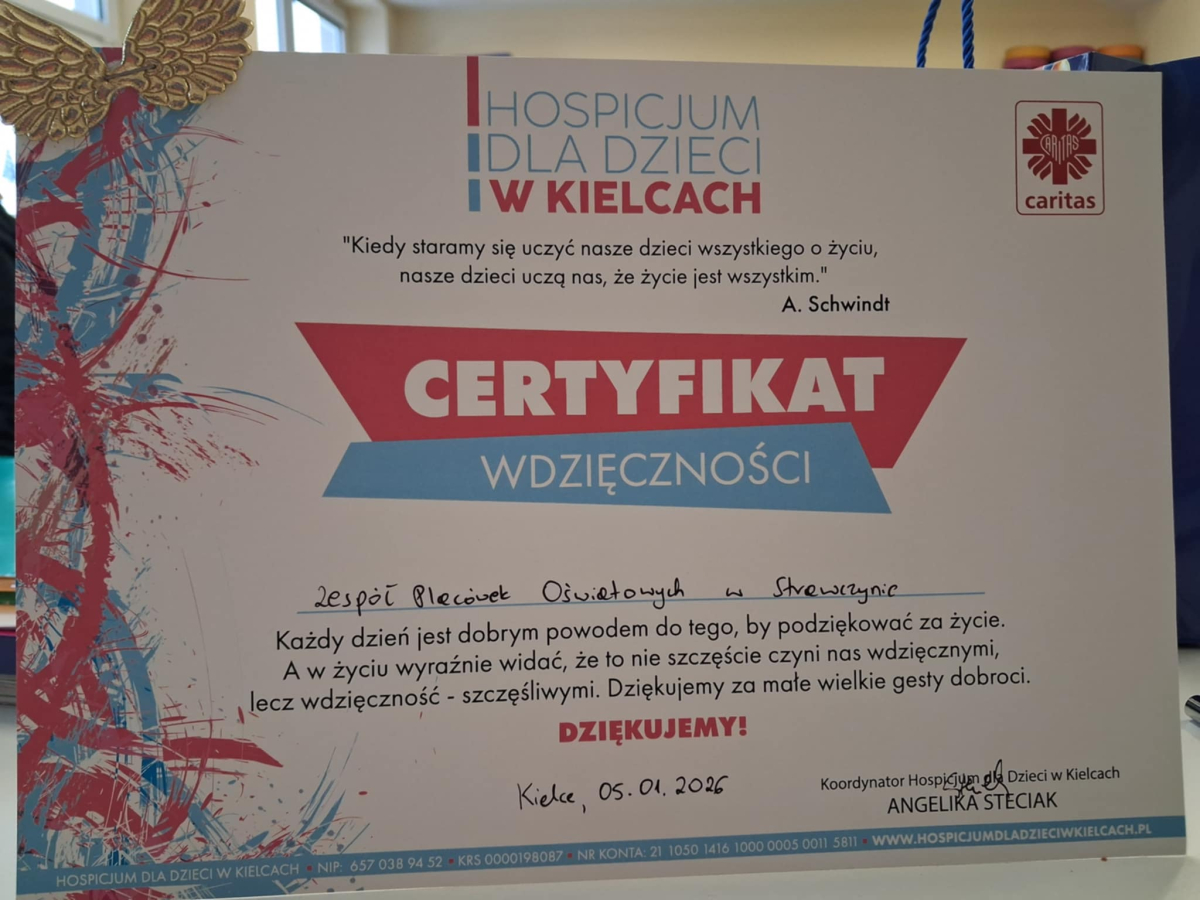 HOSPICJUM
DLA DZIECI
W KIELCACH
CARITAS
caritas
"Kiedy staramy się uczyć nasze dzieci wszystkiego o życiu,
nasze dzieci uczą nas, że życie jest wszystkim."
A. Schwindt
CERTYFIKAT
WDZIĘCZNOŚCI
Zespół Placówek Oświatowych w Strawczynie
Każdy dzień jest dobrym powodem do tego, by podziękować za życie.
A w życiu wyraźnie widać, że to nie szczęście czyni nas wdzięcznymi,
lecz wdzięczność - szczęśliwymi. Dziękujemy za małe wielkie gesty dobroci.
DZIĘKUJEMY!
Kielce, 05.01.2026
Koordynator Hospicjum dla Dzieci w Kielcach
ANGELIKA STECIAK
HOSPICJUM DLA DZIECI W KIELCACH • NIP: 657 038 94 52 • KRS 0000198087 • NR KONTA: 21 1050 1416 1000 0005 0011 5811 • WWW.HOSPICJUMDLADZIECIWKIELCACH.PL